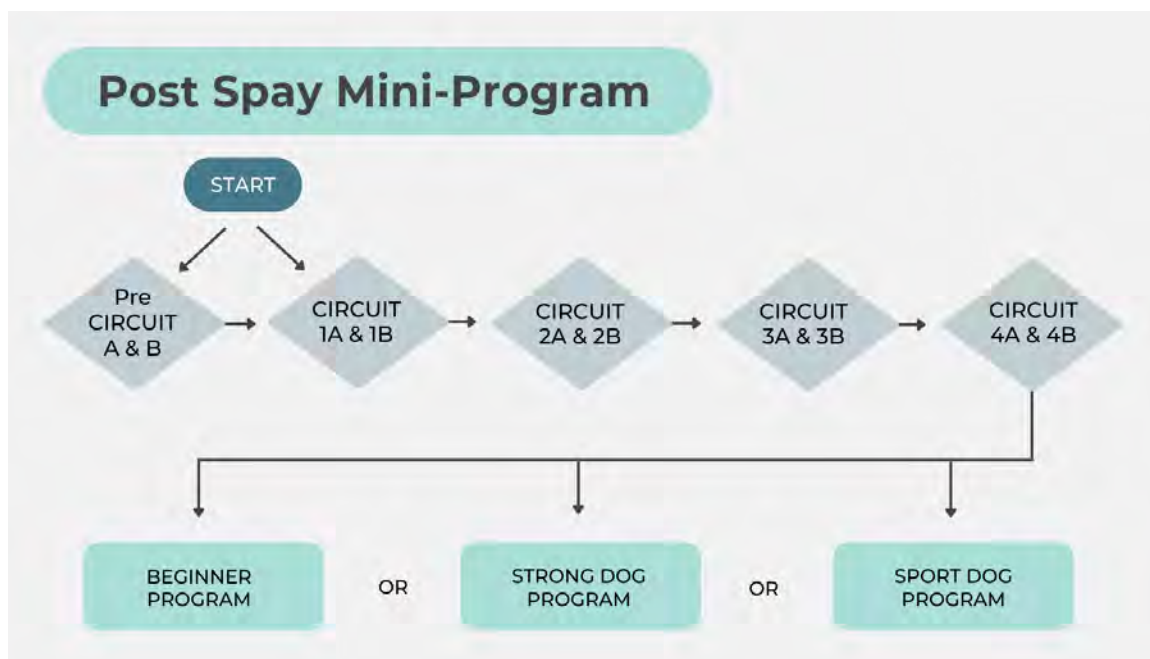 Post Spay Mini-Program
START
Pre
CIRCUIT
A & B
CIRCUIT
1A & 1B
CIRCUIT
2A & 2B
CIRCUIT
3A & 3B
CIRCUIT
4A & 4B
BEGINNER
PROGRAM
OR
STRONG DOG
PROGRAM
OR
SPORT DOG
PROGRAM